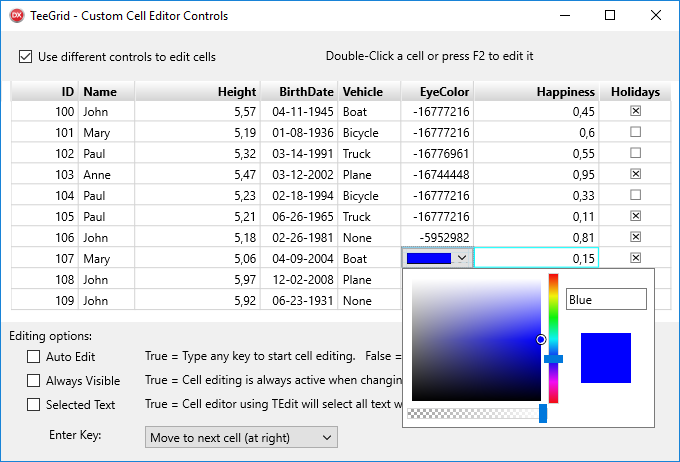 DX TeeGrid - Custom Cell Editor Controls
Use different controls to edit cells Double-Click a cell or press F2 to edit it
ID Name Height BirthDate Vehicle EyeColor Happiness Holidays
100 John 5,57 04-11-1945 Boat -16777216 0,45
101 Mary 5,19 01-08-1936 Bicycle -16777216 0,6
102 Paul 5,32 03-14-1991 Truck -16776961 0,55
103 Anne 5,47 03-12-2002 Plane -16744448 0,95
104 Paul 5,23 02-18-1994 Bicycle -16777216 0,33
105 Paul 5,21 06-26-1965 Truck -16777216 0,11
106 John 5,18 02-26-1981 None -5952982 0,81
107 Mary 5,06 04-09-2004 Boat 0,15
108 John 5,97 12-02-2008 Plane
109 John 5,92 06-23-1931 None
Blue
Editing options:
Auto Edit True = Type any key to start cell editing. False =
Always Visible True = Cell editing is always active when changin
Selected Text True = Cell editor using TEdit will select all text
Enter Key: Move to next cell (at right)